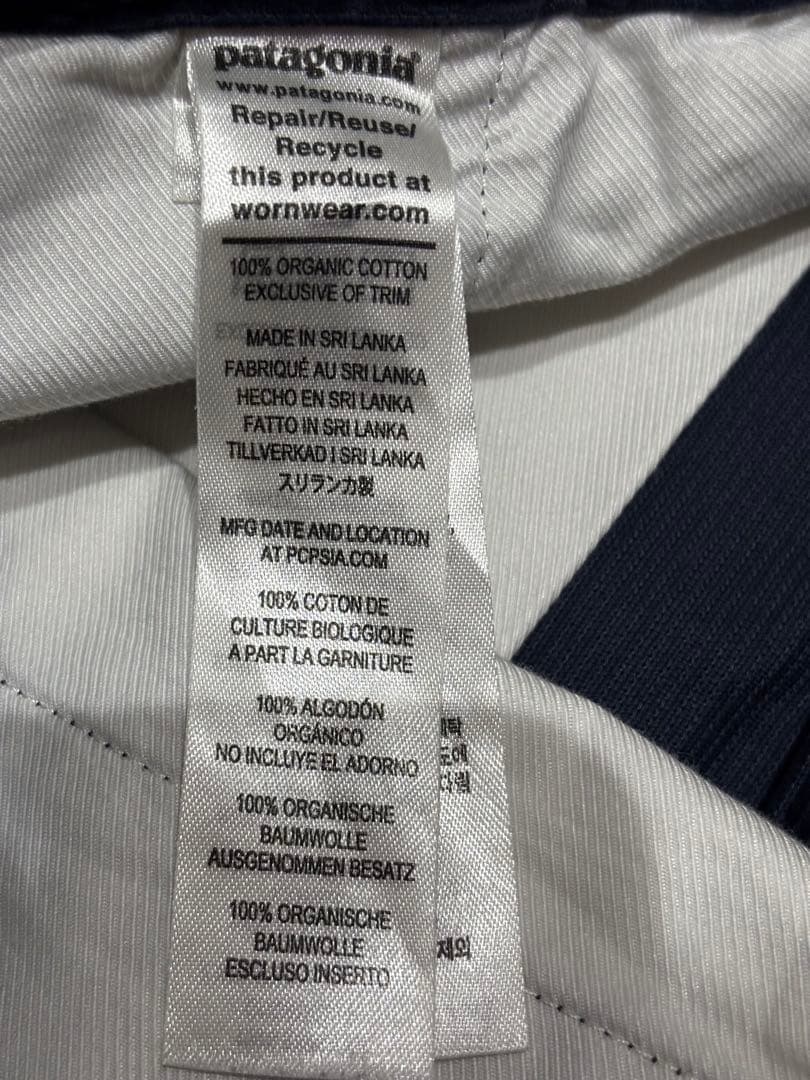 patagonia®
www.patagonia.com
Repair/Reuse/
Recycle
this product at
wornwear.com
100% ORGANIC COTTON
EXCLUSIVE OF TRIM
MADE IN SRI LANKA
FABRIQUÉ AU SRI LANKA
HECHO EN SRI LANKA
FATTO IN SRI LANKA
TILLVERKAD I SRI LANKA
スリランカ製
MFG DATE AND LOCATION
AT PCPSIA.COM
100% COTON DE
CULTURE BIOLOGIQUE
A PART LA GARNITURE
100% ALGODÓN
ORGÁNICO
NO INCLUYE EL ADORNO
100% ORGANISCHE
BAUMWOLLE
AUSGENOMMEN BESATZ
100% ORGANISCHE
BAUMWOLLE
ESCLUSO INSERTO
제외